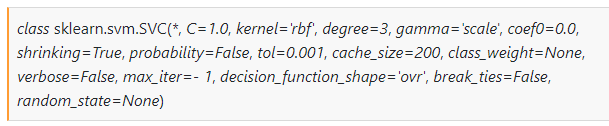 class sklearn.svm.SVC(*, C=1.0, kernel='rbf', degree=3, gamma='scale', coef0=0.0,
shrinking=True, probability=False, tol=0.001, cache_size=200, class_weight=None,
verbose=False, max_iter=- 1, decision_function_shape='ovr', break_ties=False,
random_state=None)